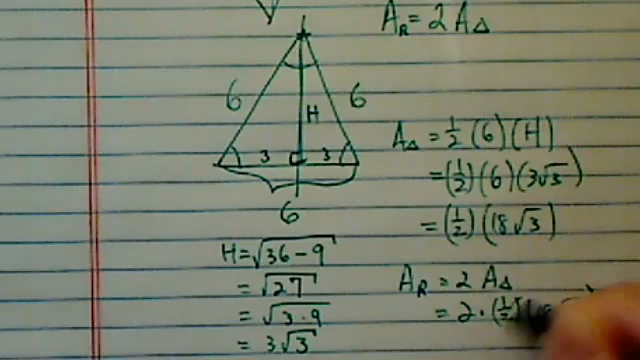 A_R = 2 A_Δ
6
6
H
3
3
6
A_Δ = 1/2 (6)(H)
= (1/2)(6)(3√3)
= (1/2)(18√3)
H = √36 - 9
= √27
= √3·9
= 3√3
A_R = 2 A_Δ
= 2 · (1/2)